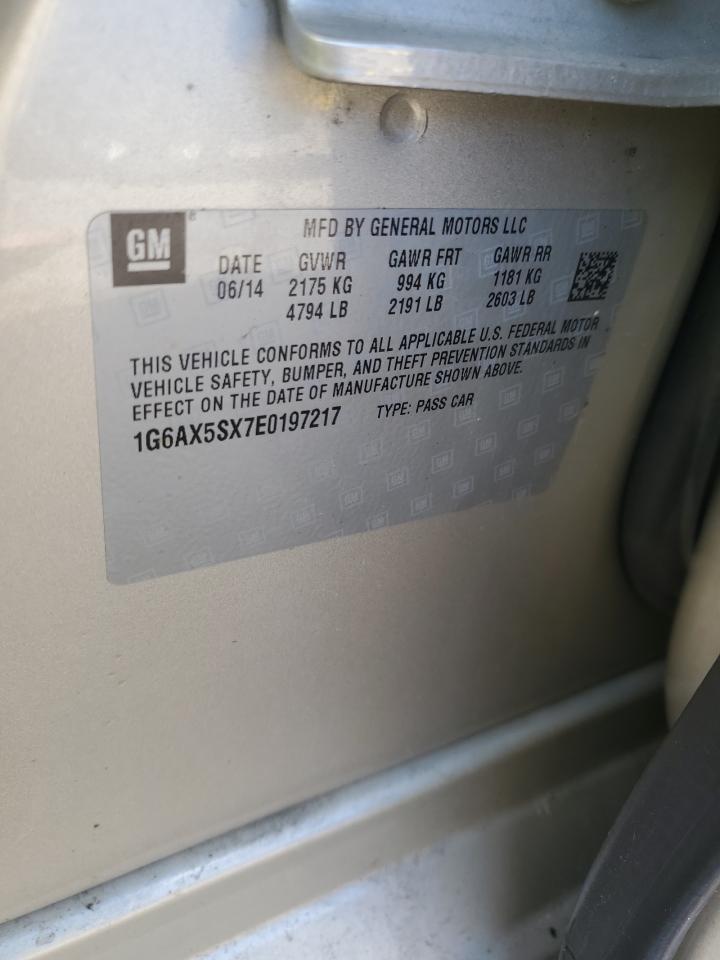 GM
MFD BY GENERAL MOTORS LLC
DATE GVWR GAWR FRT GAWR RR
06/14 2175 KG 994 KG 1181 KG
4794 LB 2191 LB 2603 LB
THIS VEHICLE CONFORMS TO ALL APPLICABLE U.S. FEDERAL MOTOR
VEHICLE SAFETY, BUMPER, AND THEFT PREVENTION STANDARDS IN
EFFECT ON THE DATE OF MANUFACTURE SHOWN ABOVE.
1G6AX5SX7E0197217 TYPE: PASS CAR